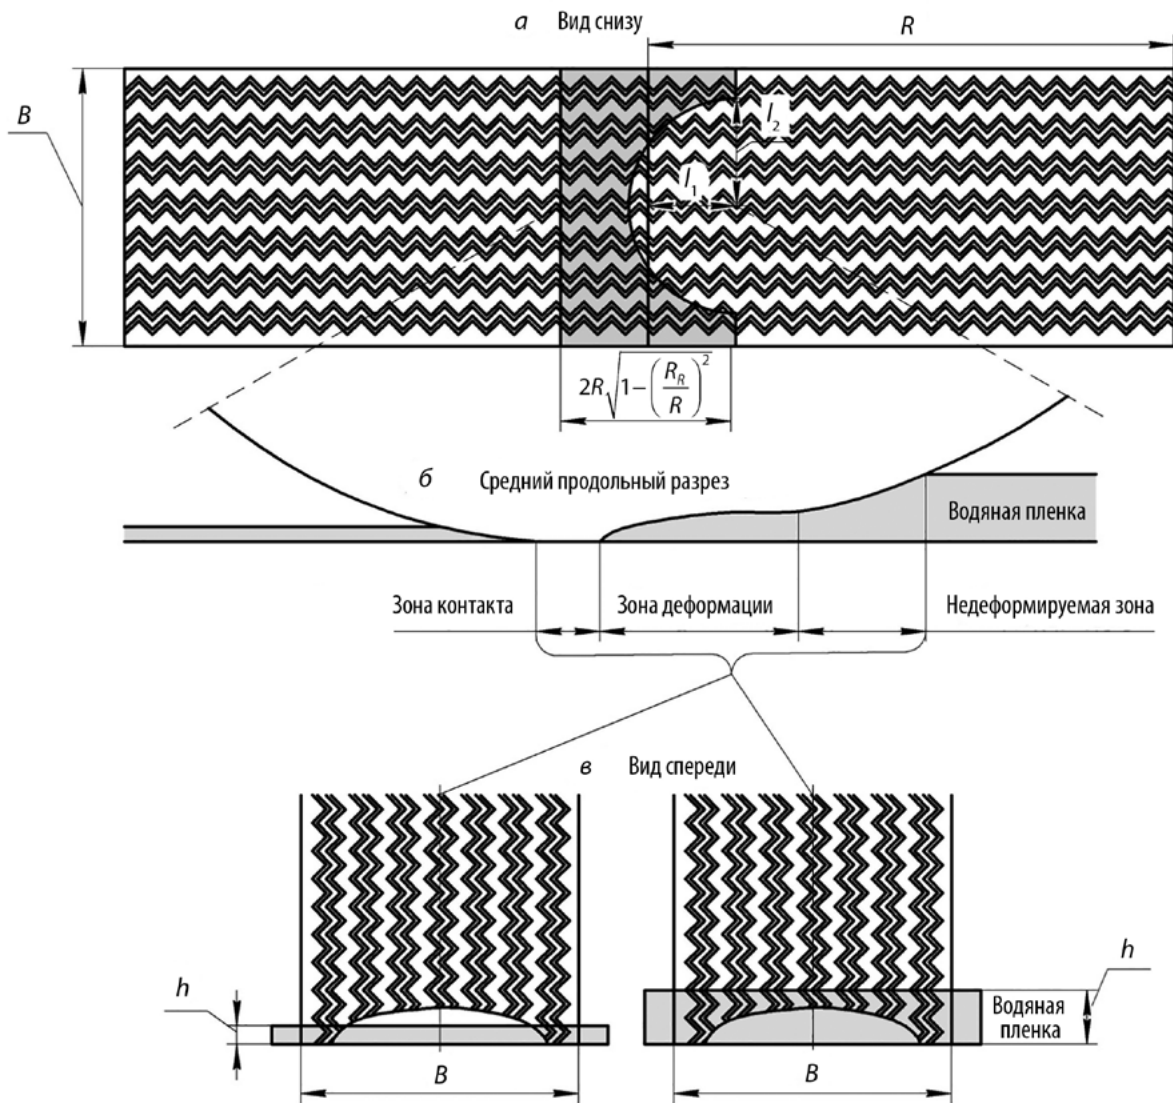 а Вид снизу
R
B
l₂
l₁
2R√(1−(R_R/R)²)
б Средний продольный разрез
Водяная пленка
Зона контакта
Зона деформации
Недеформируемая зона
в Вид спереди
h
B
h
Водяная
пленка
B